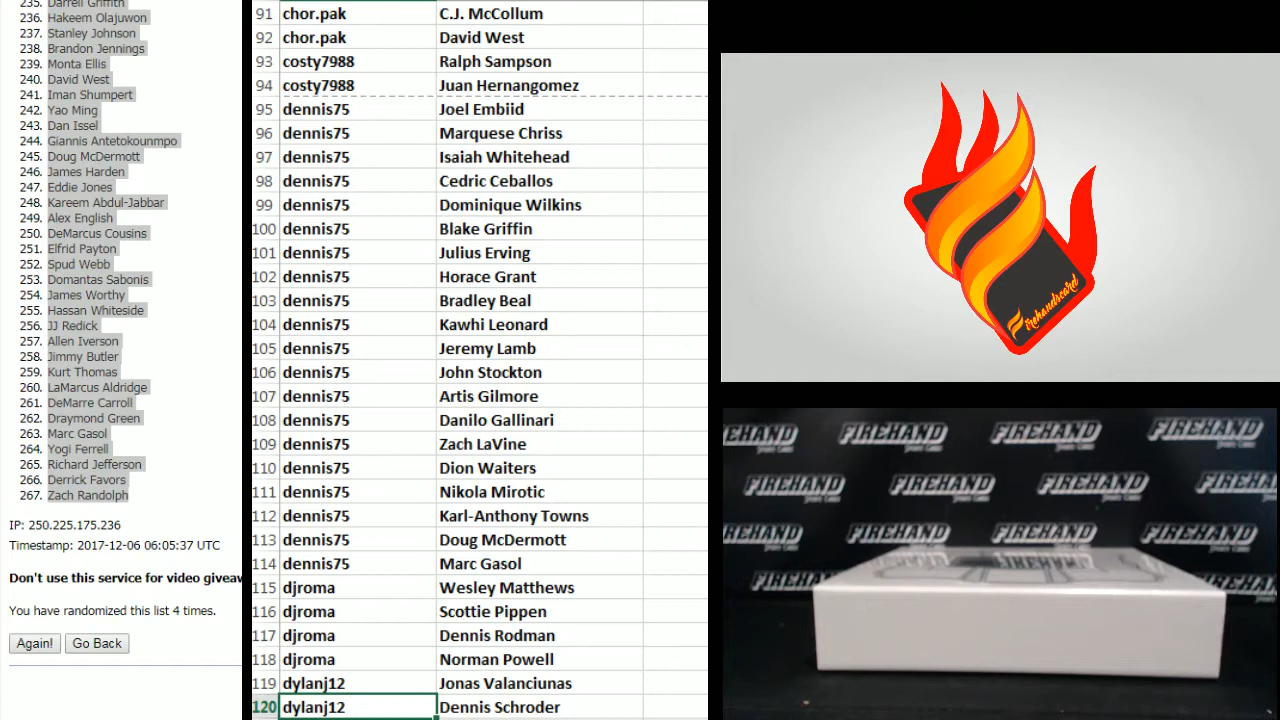 235. Darrell Griffith
236. Hakeem Olajuwon
237. Stanley Johnson
238. Brandon Jennings
239. Monta Ellis
240. David West
241. Iman Shumpert
242. Yao Ming
243. Dan Issel
244. Giannis Antetokounmpo
245. Doug McDermott
246. James Harden
247. Eddie Jones
248. Kareem Abdul-Jabbar
249. Alex English
250. DeMarcus Cousins
251. Elfrid Payton
252. Spud Webb
253. Domantas Sabonis
254. James Worthy
255. Hassan Whiteside
256. JJ Redick
257. Allen Iverson
258. Jimmy Butler
259. Kurt Thomas
260. LaMarcus Aldridge
261. DeMarre Carroll
262. Draymond Green
263. Marc Gasol
264. Yogi Ferrell
265. Richard Jefferson
266. Derrick Favors
267. Zach Randolph
IP: 250.225.175.236
Timestamp: 2017-12-06 06:05:37 UTC
Don't use this service for video giveaw
You have randomized this list 4 times.
Again! Go Back
91 chor.pak C.J. McCollum
92 chor.pak David West
93 costy7988 Ralph Sampson
94 costy7988 Juan Hernangomez
95 dennis75 Joel Embiid
96 dennis75 Marquese Chriss
97 dennis75 Isaiah Whitehead
98 dennis75 Cedric Ceballos
99 dennis75 Dominique Wilkins
100 dennis75 Blake Griffin
101 dennis75 Julius Erving
102 dennis75 Horace Grant
103 dennis75 Bradley Beal
104 dennis75 Kawhi Leonard
105 dennis75 Jeremy Lamb
106 dennis75 John Stockton
107 dennis75 Artis Gilmore
108 dennis75 Danilo Gallinari
109 dennis75 Zach LaVine
110 dennis75 Dion Waiters
111 dennis75 Nikola Mirotic
112 dennis75 Karl-Anthony Towns
113 dennis75 Doug McDermott
114 dennis75 Marc Gasol
115 djroma Wesley Matthews
116 djroma Scottie Pippen
117 djroma Dennis Rodman
118 djroma Norman Powell
119 dylanj12 Jonas Valanciunas
120 dylanj12 Dennis Schroder
firehandscard
FIREHAND FIREHAND FIREHAND FIREHAND
FIREHAND FIREHAND FIREHAND FIREHAND
FIREHAND FIREHAND FIREHAND FIREHAND
FIREHAND FIREHAND